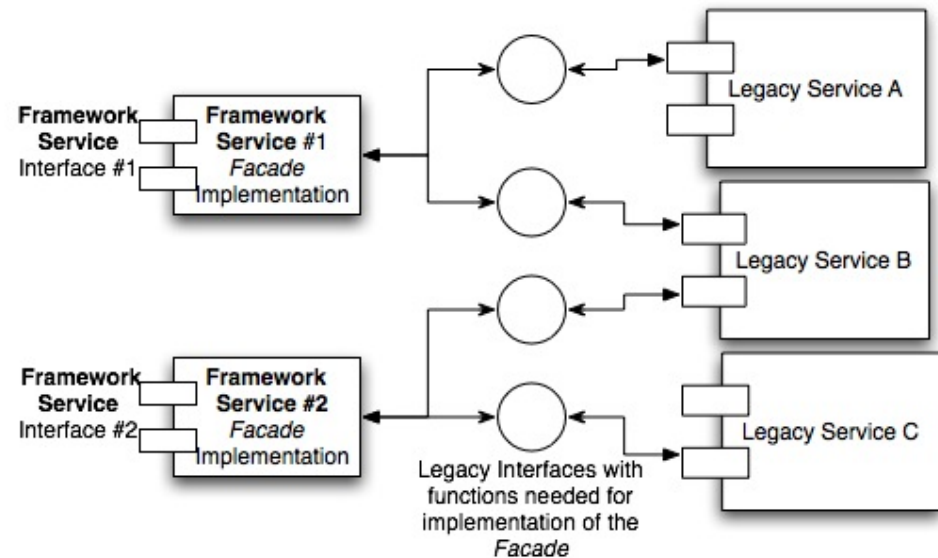 Framework
Service
Interface #1
Framework
Service #1
Facade
Implementation
Legacy Service A
Legacy Service B
Framework
Service
Interface #2
Framework
Service #2
Facade
Implementation
Legacy Service C
Legacy Interfaces with
functions needed for
implementation of the
Facade